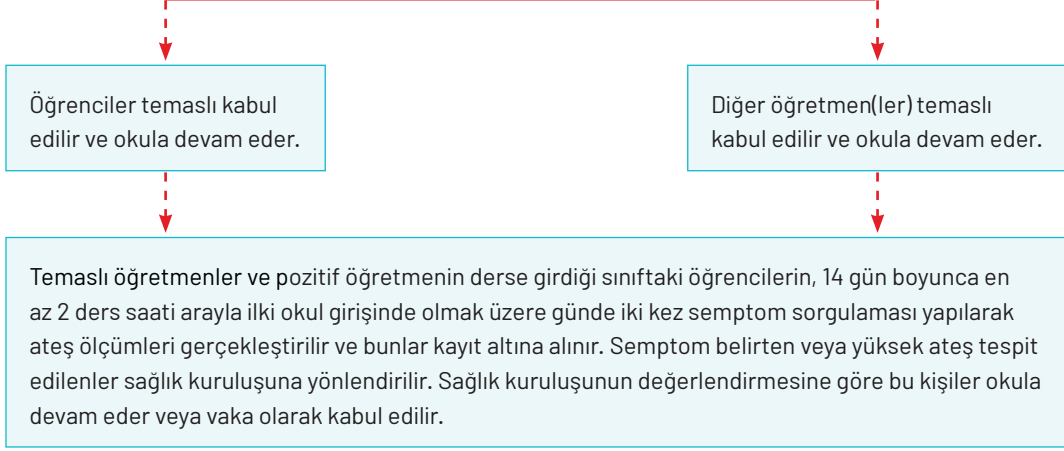 Öğrenciler temaslı kabul
edilir ve okula devam eder.
Diğer öğretmen(ler) temaslı
kabul edilir ve okula devam eder.
Temaslı öğretmenler ve pozitif öğretmenin derse girdiği sınıftaki öğrencilerin, 14 gün boyunca en
az 2 ders saati arayla ilki okul girişinde olmak üzere günde iki kez semptom sorgulaması yapılarak
ateş ölçümleri gerçekleştirilir ve bunlar kayıt altına alınır. Semptom belirten veya yüksek ateş tespit
edilenler sağlık kuruluşuna yönlendirilir. Sağlık kuruluşunun değerlendirmesine göre bu kişiler okula
devam eder veya vaka olarak kabul edilir.